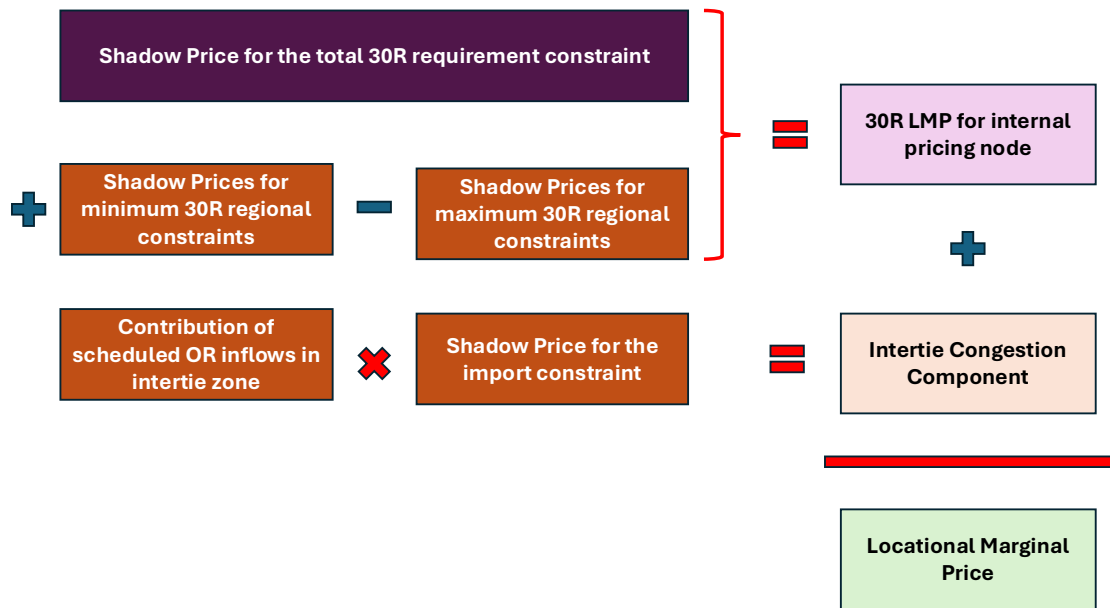 Shadow Price for the total 30R requirement constraint
30R LMP for internal
pricing node
Shadow Prices for
minimum 30R regional
constraints
Shadow Prices for
maximum 30R regional
constraints
Contribution of
scheduled OR inflows in
intertie zone
Shadow Price for the
import constraint
Intertie Congestion
Component
Locational Marginal
Price